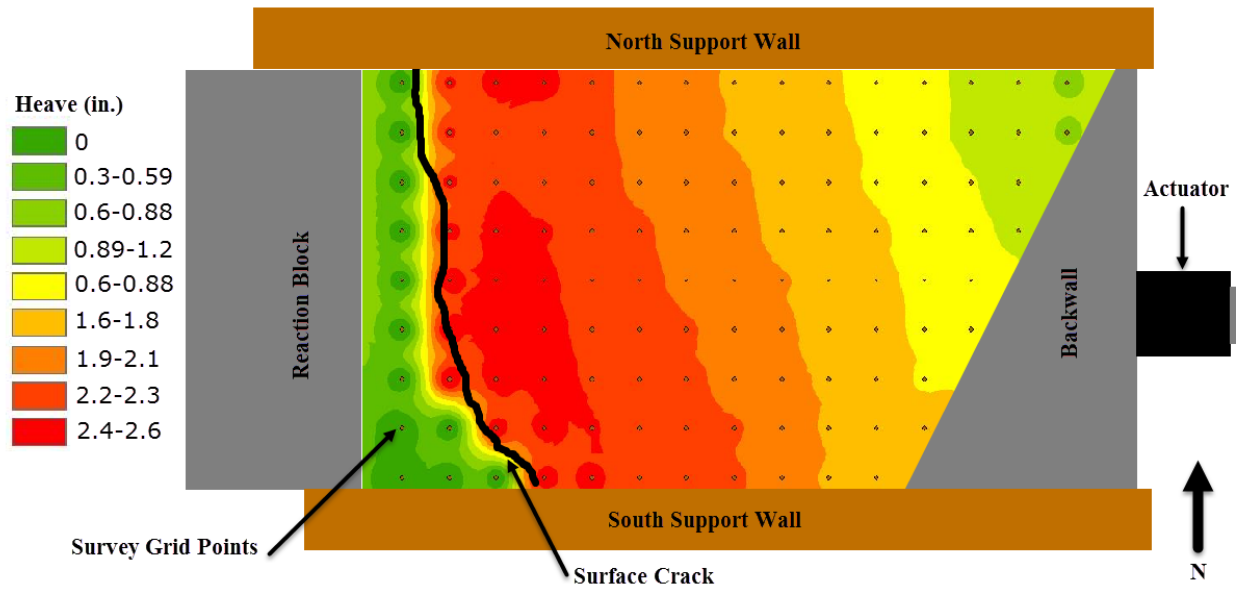 North Support Wall
Heave (in.)
0
0.3-0.59
0.6-0.88
0.89-1.2
0.6-0.88
1.6-1.8
1.9-2.1
2.2-2.3
2.4-2.6
Reaction Block
Backwall
Actuator
South Support Wall
Survey Grid Points
Surface Crack
N